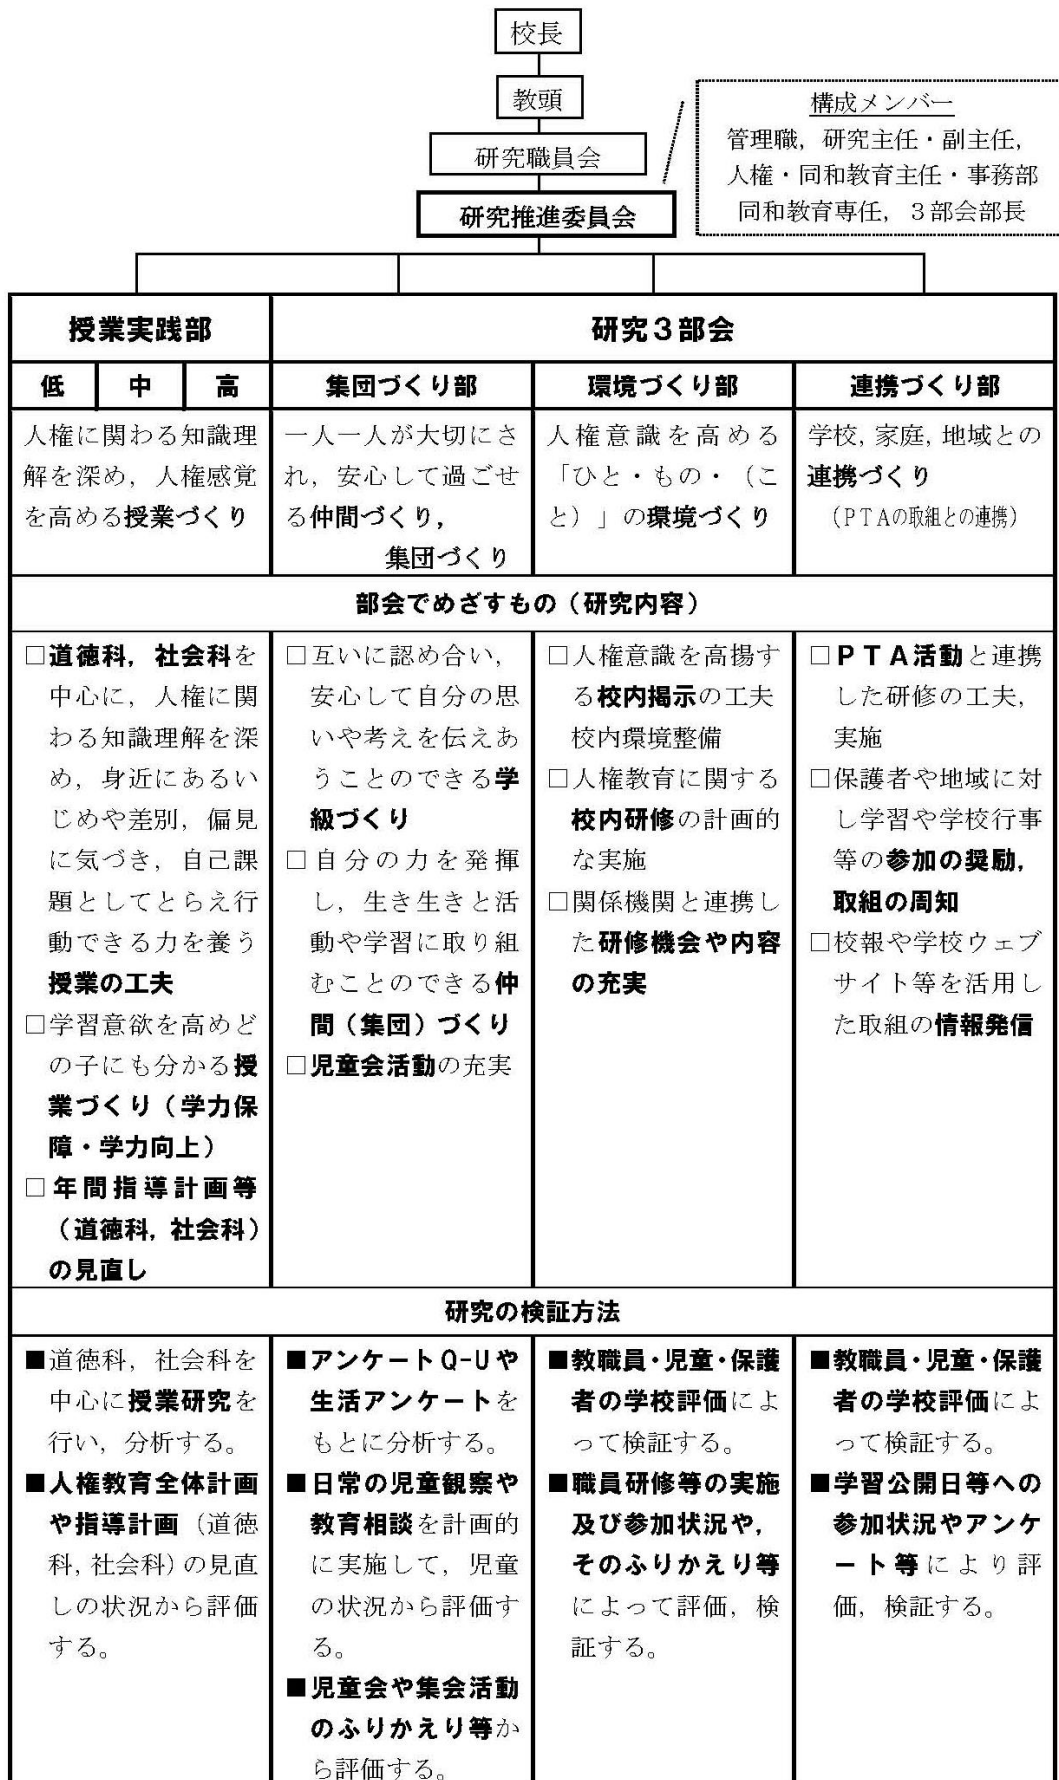 校長
教頭
研究職員会
研究推進委員会
構成メンバー
管理職，研究主任・副主任，
人権・同和教育主任・事務部
同和教育専任，３部会部長
授業実践部
研究３部会
低
中
高
集団づくり部
環境づくり部
連携づくり部
人権に関わる知識理
解を深め，人権感覚
を高める授業づくり
一人一人が大切にさ
れ，安心して過ごせ
る仲間づくり，
集団づくり
人権意識を高める
「ひと・もの・（こ
と）」の環境づくり
学校，家庭，地域との
連携づくり
（ＰＴＡの取組との連携）
部会でめざすもの（研究内容）
□道徳科，社会科を
中心に，人権に関
わる知識理解を深
め，身近にあるい
じめや差別，偏見
に気づき，自己課
題としてとらえ行
動できる力を養う
授業の工夫
□学習意欲を高めど
の子にも分かる授
業づくり（学力保
障・学力向上）
□年間指導計画等
（道徳科，社会科）
の見直し
□互いに認め合い，
安心して自分の思
いや考えを伝えあ
うことのできる学
級づくり
□自分の力を発揮
し，生き生きと活
動や学習に取り組
むことのできる仲
間（集団）づくり
□児童会活動の充実
□人権意識を高揚す
る校内掲示の工夫
校内環境整備
□人権教育に関する
校内研修の計画的
な実施
□関係機関と連携し
た研修機会や内容
の充実
□ＰＴＡ活動と連携
した研修の工夫，
実施
□保護者や地域に対
し学習や学校行事
等の参加の奨励，
取組の周知
□校報や学校ウェブ
サイト等を活用し
た取組の情報発信
研究の検証方法
■道徳科，社会科を
中心に授業研究を
行い，分析する。
■人権教育全体計画
や指導計画（道徳
科，社会科）の見直
しの状況から評価
する。
■アンケートQ-Uや
生活アンケートを
もとに分析する。
■日常の児童観察や
教育相談を計画的
に実施して，児童
の状況から評価す
る。
■児童会や集会活動
のふりかえり等か
ら評価する。
■教職員・児童・保護
者の学校評価によ
って検証する。
■職員研修等の実施
及び参加状況や，
そのふりかえり等
によって評価，検
証する。
■教職員・児童・保護
者の学校評価によ
って検証する。
■学習公開日等への
参加状況やアンケ
ート等により評
価，検証する。